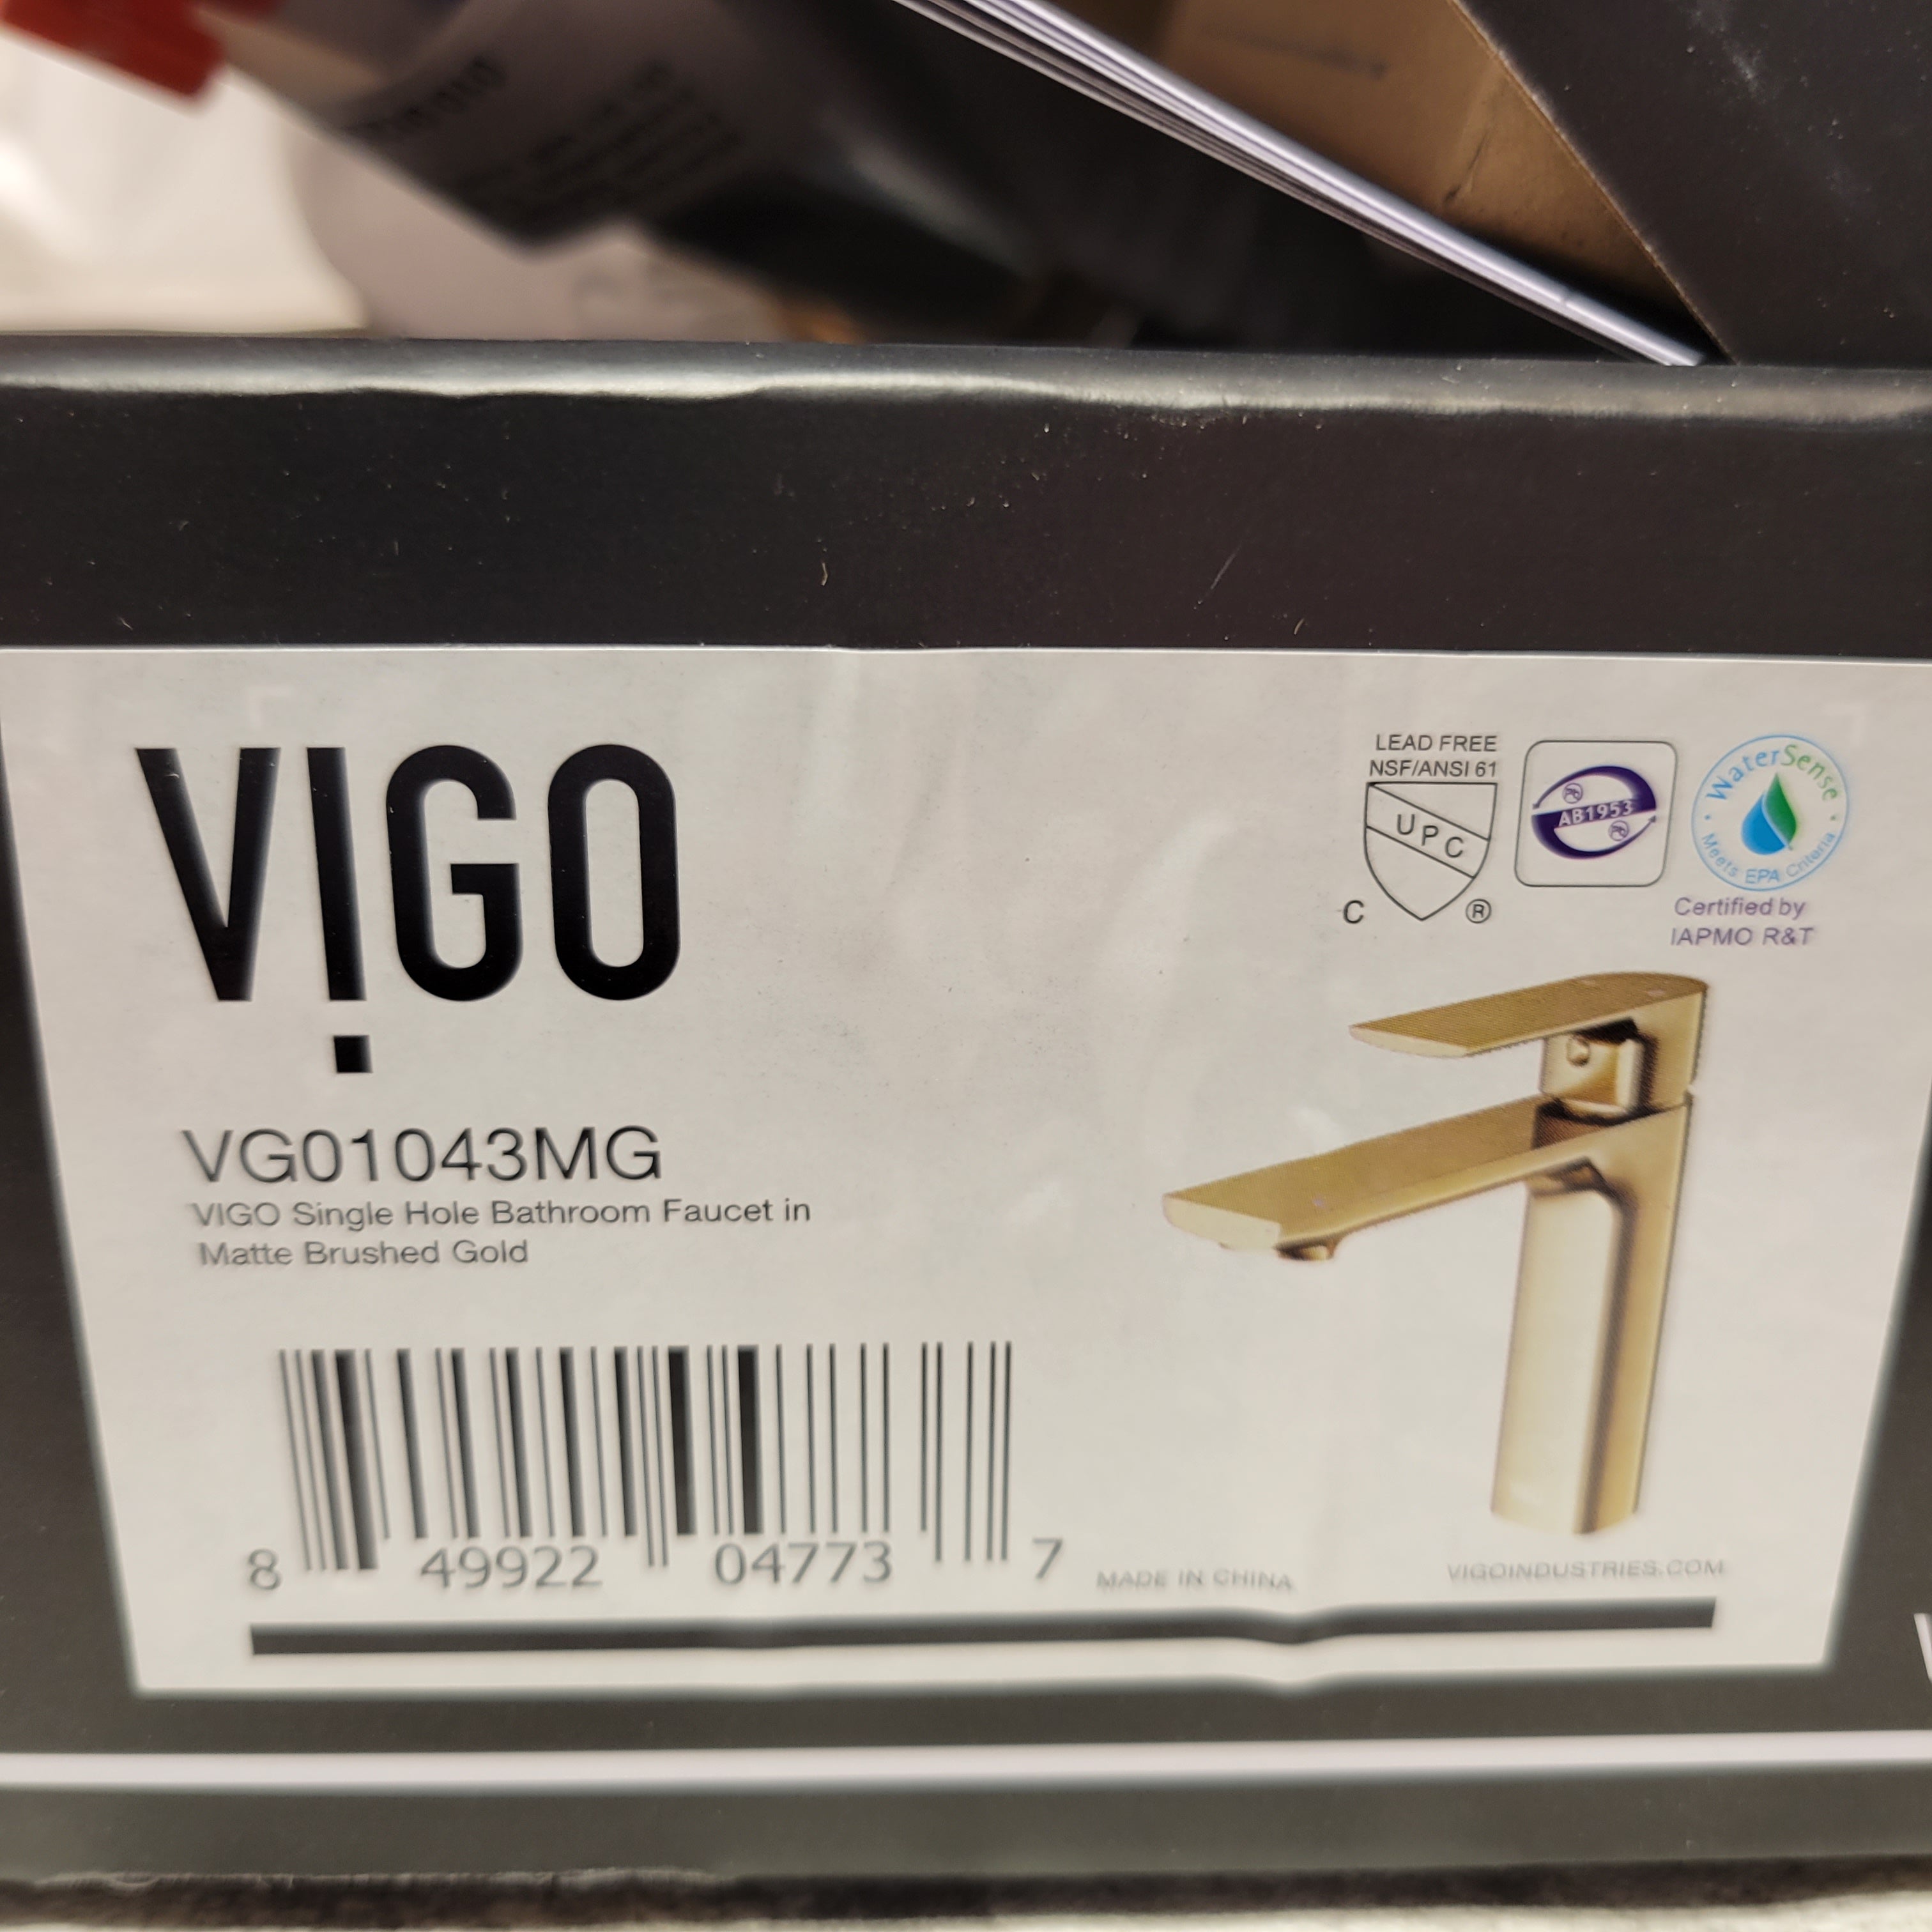 VIGO
LEAD FREE
NSF/ANSI 61
UPC
C ®
AB1953
WaterSense
Meets EPA Criteria
Certified by
IAPMO R&T
VG01043MG
VIGO Single Hole Bathroom Faucet in
Matte Brushed Gold
8 49922 04773 7
MADE IN CHINA
VIGOINDUSTRIES.COM